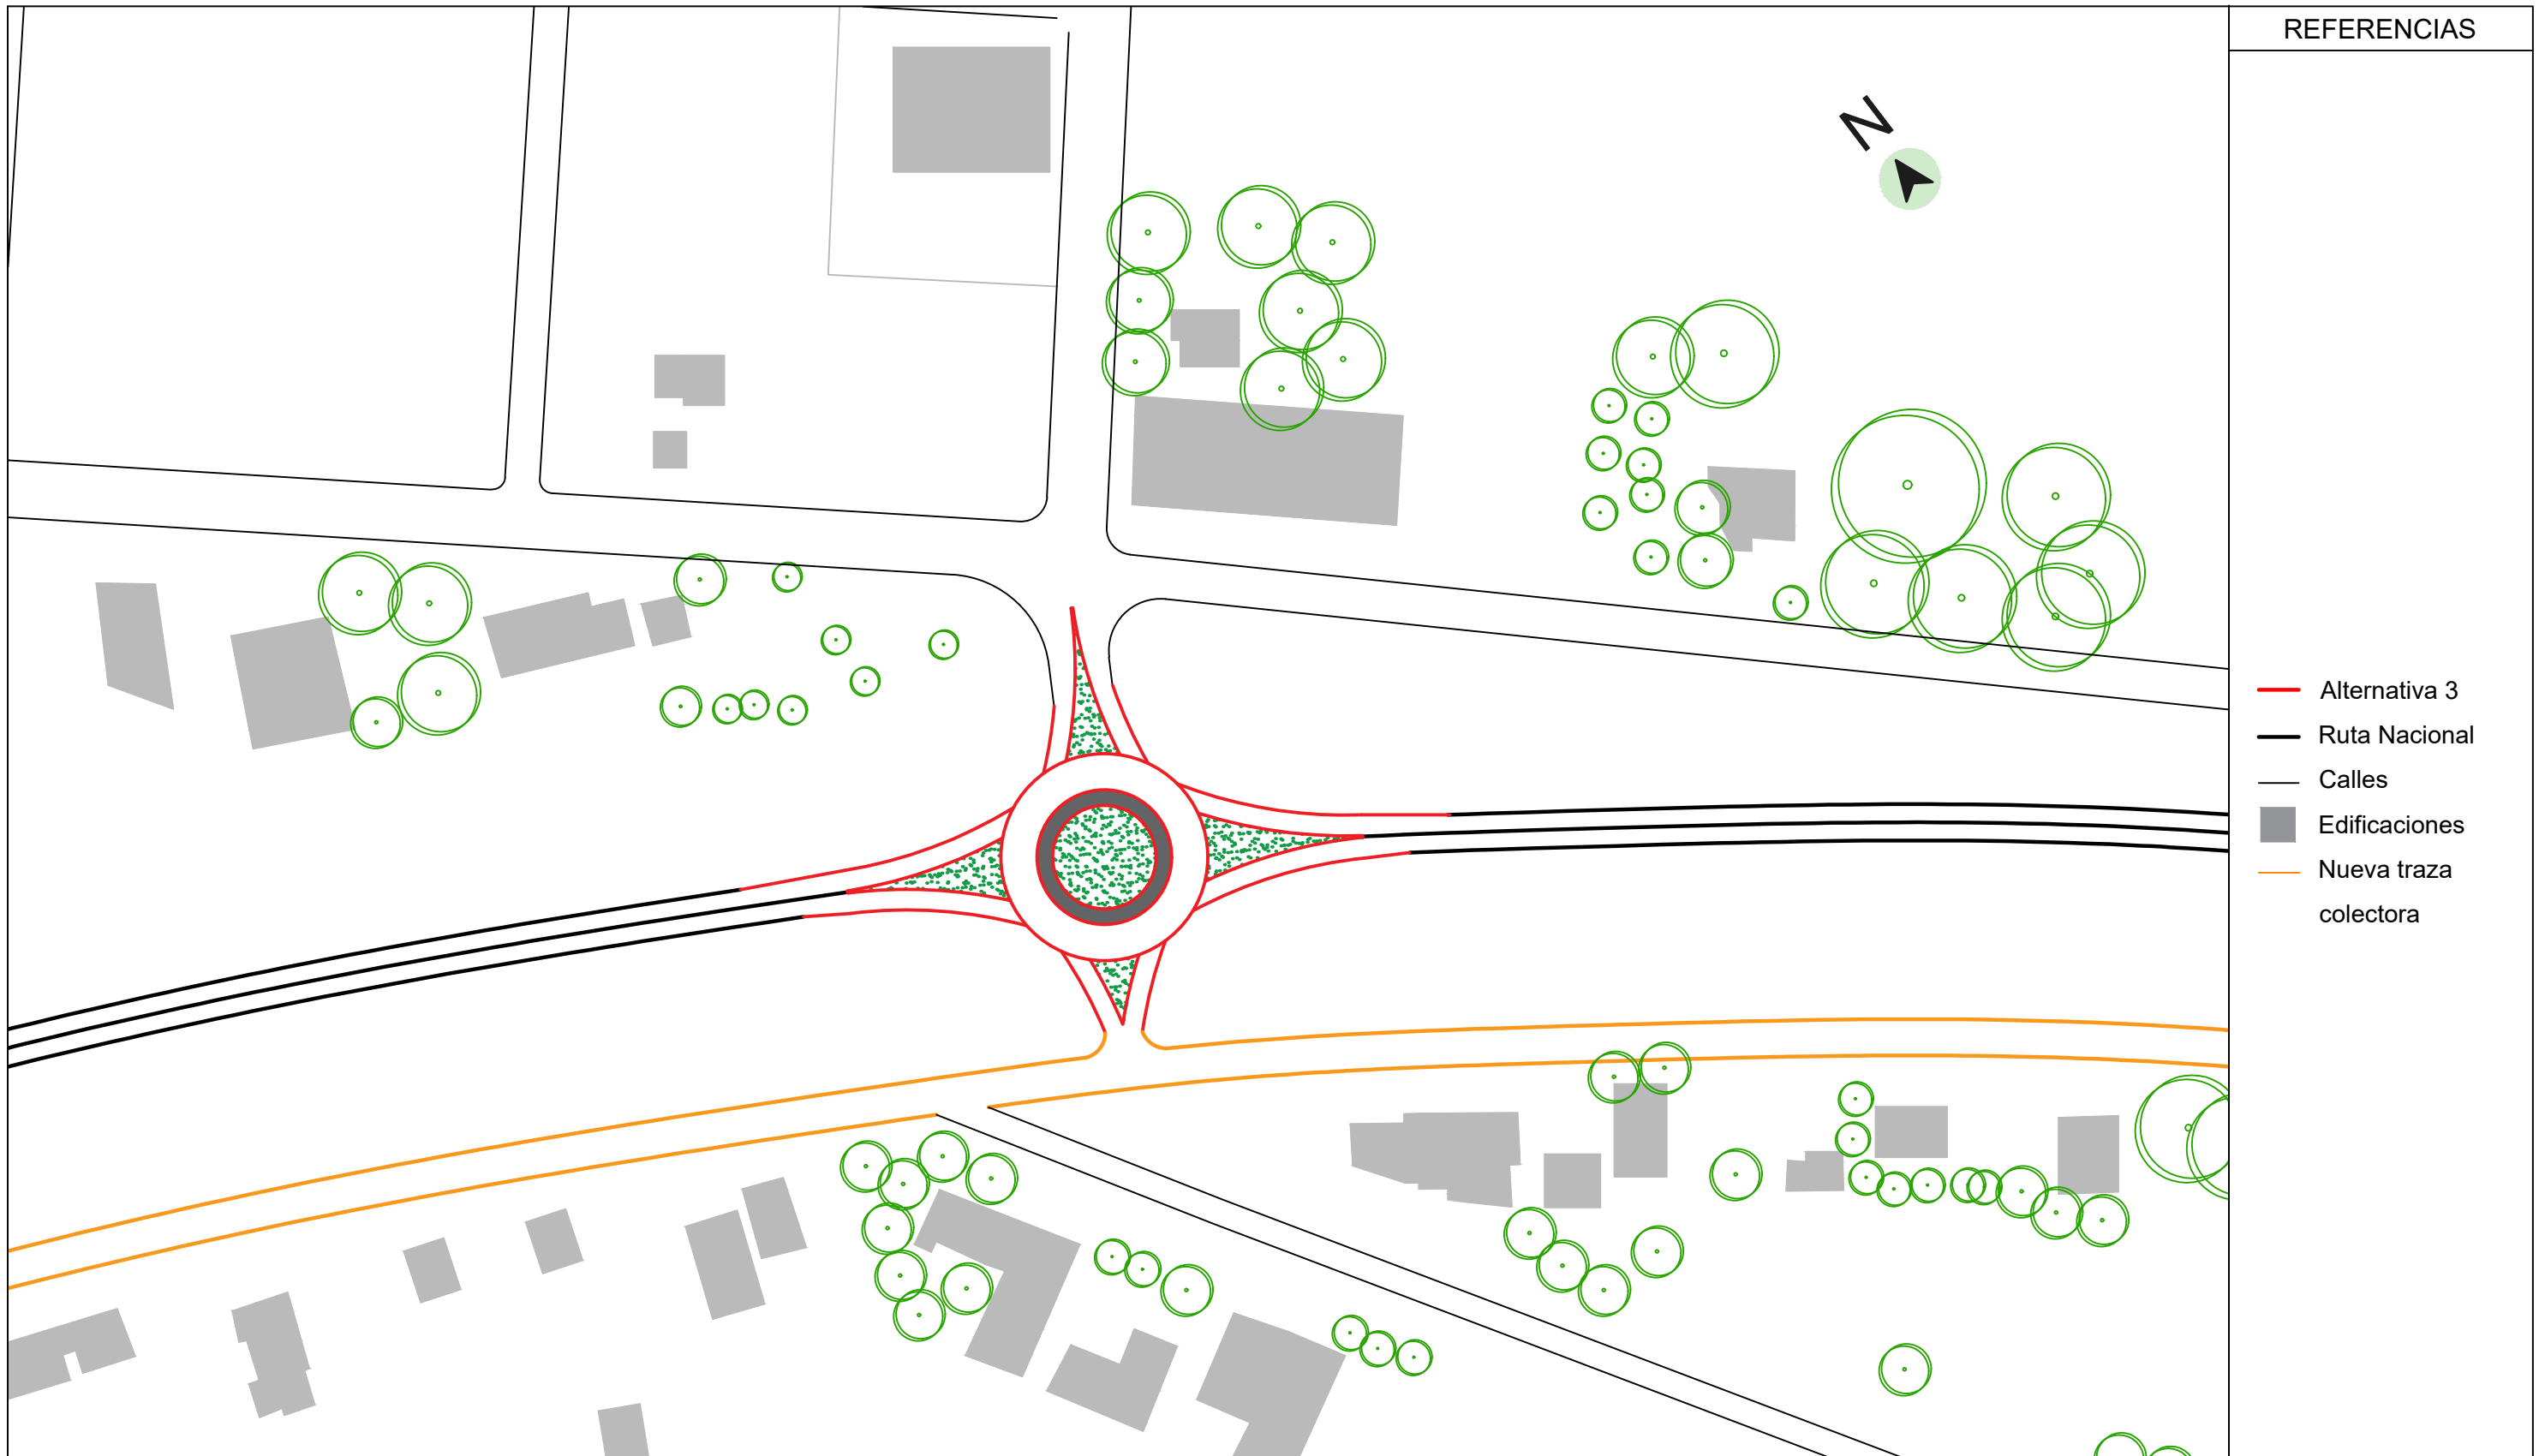 REFERENCIAS
N
Alternativa 3
Ruta Nacional
Calles
Edificaciones
Nueva traza
colectora